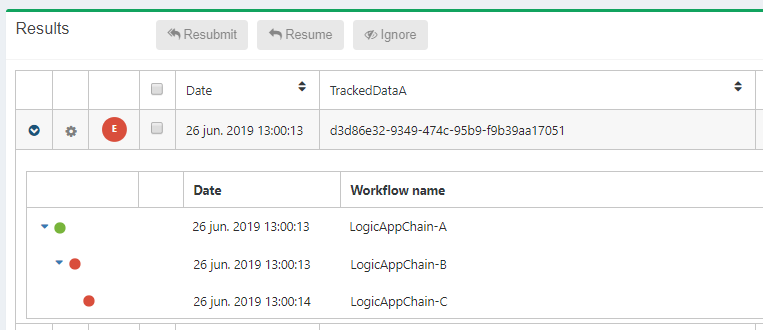 Results Resubmit Resume Ignore
Date TrackedDataA
E 26 jun. 2019 13:00:13 d3d86e32-9349-474c-95b9-f9b39aa17051
Date Workflow name
26 jun. 2019 13:00:13 LogicAppChain-A
26 jun. 2019 13:00:13 LogicAppChain-B
26 jun. 2019 13:00:14 LogicAppChain-C